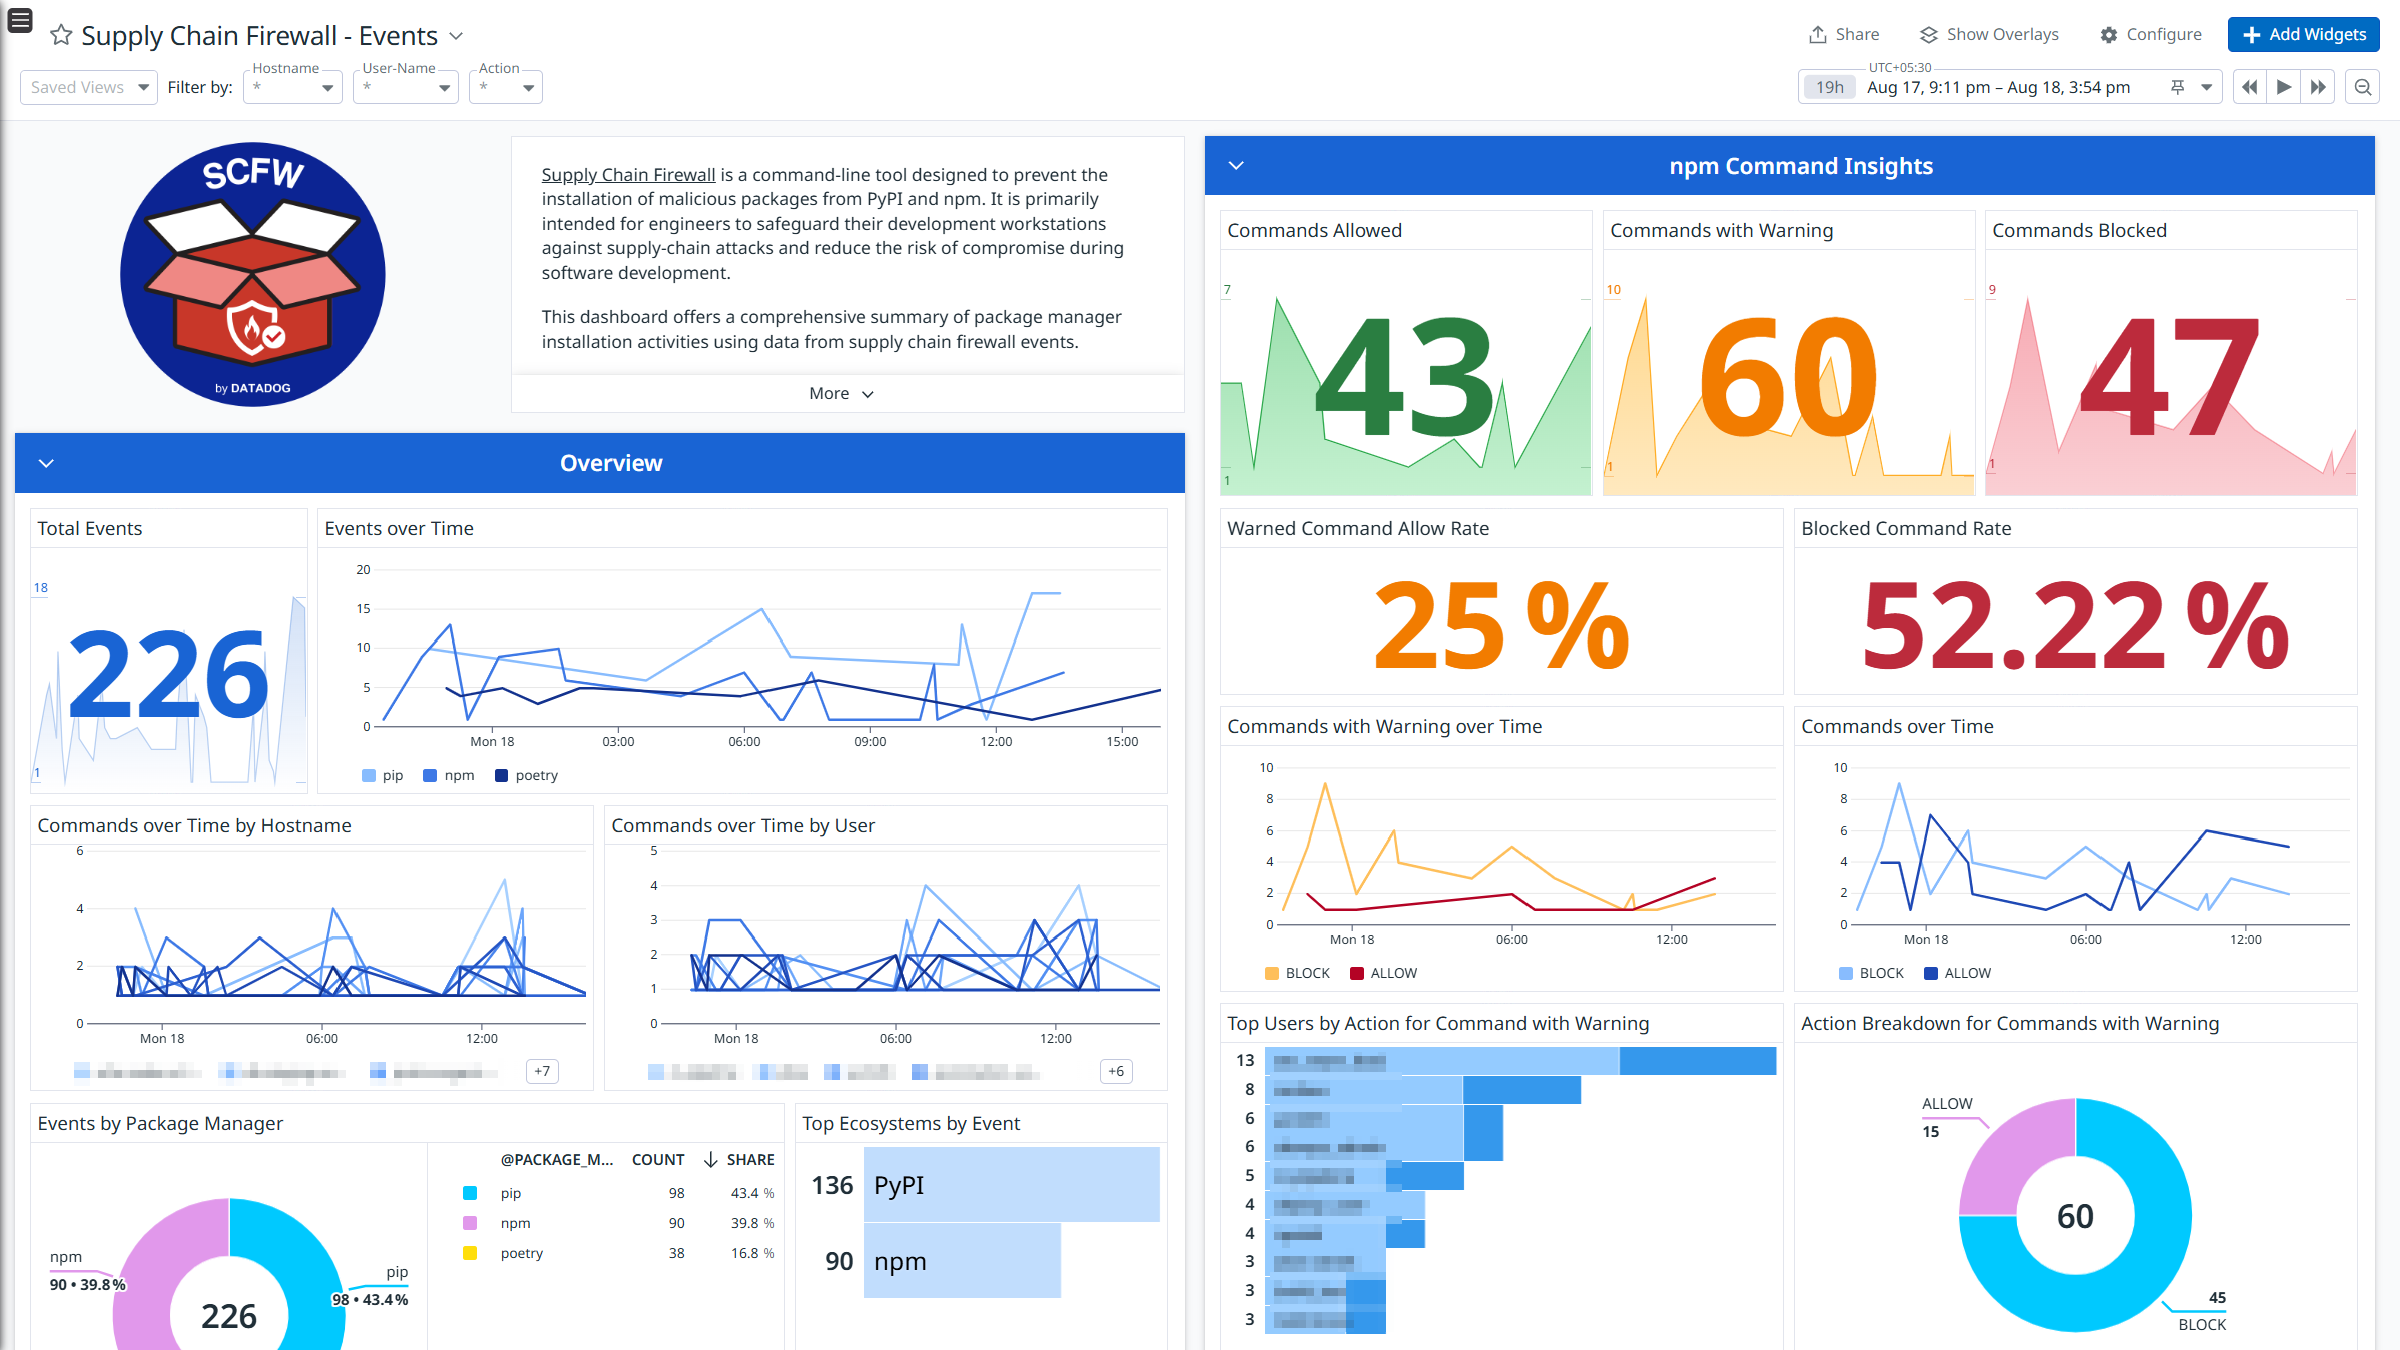 Supply Chain Firewall - Events
Share
Show Overlays
Configure
Add Widgets
Saved Views
Filter by:
Hostname
*
User-Name
*
Action
*
UTC+05:30
19h
Aug 17, 9:11 pm – Aug 18, 3:54 pm
SCFW
by DATADOG
Supply Chain Firewall is a command-line tool designed to prevent the
installation of malicious packages from PyPI and npm. It is primarily
intended for engineers to safeguard their development workstations
against supply-chain attacks and reduce the risk of compromise during
software development.
This dashboard offers a comprehensive summary of package manager
installation activities using data from supply chain firewall events.
More
Overview
Total Events
18
226
1
Events over Time
20
15
10
5
0
Mon 18
03:00
06:00
09:00
12:00
15:00
pip
npm
poetry
Commands over Time by Hostname
6
4
2
0
Mon 18
06:00
12:00
+7
Commands over Time by User
5
4
3
2
1
0
Mon 18
06:00
12:00
+6
Events by Package Manager
npm
90 • 39.8%
226
pip
98 • 43.4%
@PACKAGE_M... COUNT SHARE
pip 98 43.4 %
npm 90 39.8 %
poetry 38 16.8 %
Top Ecosystems by Event
136 PyPI
90 npm
npm Command Insights
Commands Allowed
7
43
1
Commands with Warning
10
60
1
Commands Blocked
9
47
1
Warned Command Allow Rate
25 %
Blocked Command Rate
52.22 %
Commands with Warning over Time
10
8
6
4
2
0
Mon 18
06:00
12:00
BLOCK
ALLOW
Commands over Time
10
8
6
4
2
0
Mon 18
06:00
12:00
BLOCK
ALLOW
Top Users by Action for Command with Warning
13
8
6
6
5
4
4
3
3
3
Action Breakdown for Commands with Warning
ALLOW
15
60
45
BLOCK